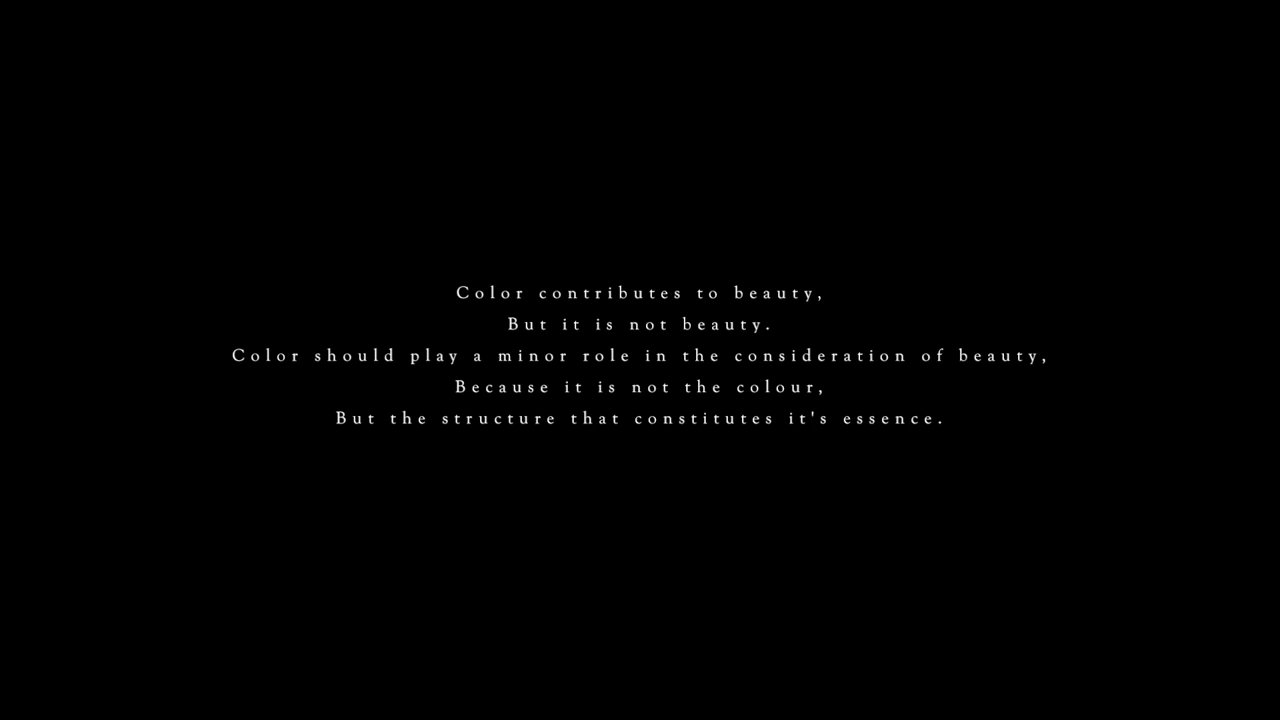 Color contributes to beauty,
But it is not beauty.
Color should play a minor role in the consideration of beauty,
Because it is not the colour,
But the structure that constitutes it's essence.